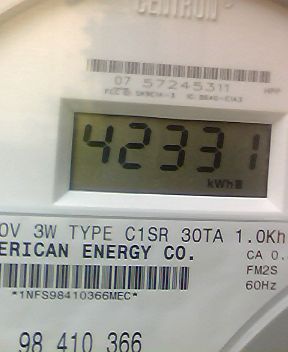 CENTRON
07 57245311
42331
kWh
0V 3W TYPE C1SR 30TA 1.0Kh
ERICAN ENERGY CO.
CA 0.
FM2S
60Hz
*1NFS98410366MEC*
98 410 366